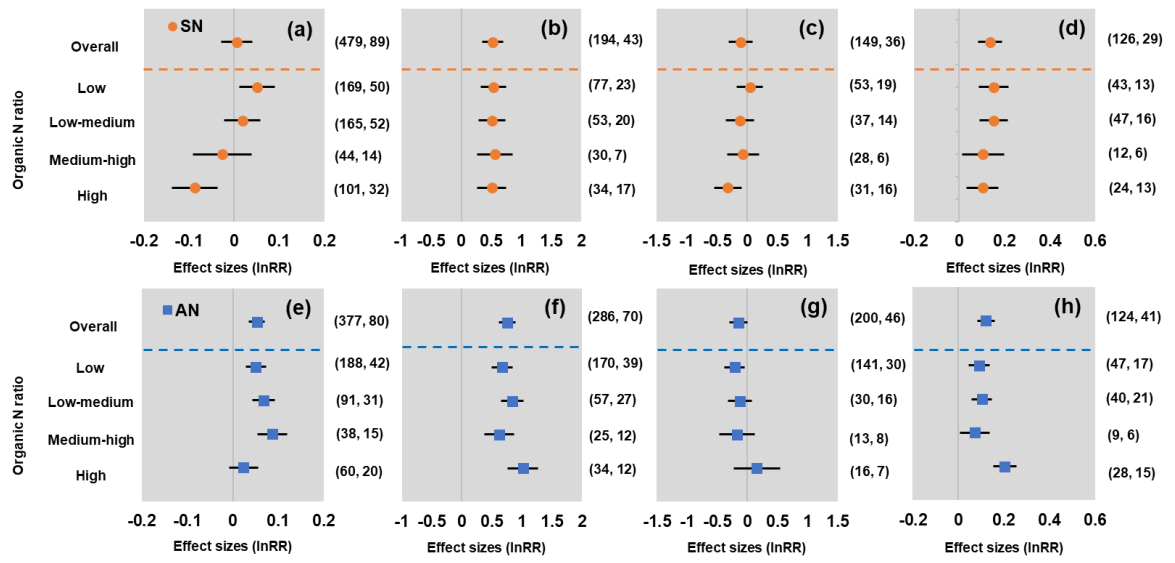 SN (a) (b) (c) (d)
Overall (479, 89) (194, 43) (149, 36) (126, 29)
Low (169, 50) (77, 23) (53, 19) (43, 13)
Low-medium (165, 52) (53, 20) (37, 14) (47, 16)
Medium-high (44, 14) (30, 7) (28, 6) (12, 6)
High (101, 32) (34, 17) (31, 16) (24, 13)
Organic N ratio
-0.2 -0.1 0 0.1 0.2 -1 -0.5 0 0.5 1 1.5 2 -1.5 -1 -0.5 0 0.5 1 1.5 -0.2 0 0.2 0.4 0.6
Effect sizes (lnRR) Effect sizes (lnRR) Effect sizes (lnRR) Effect sizes (lnRR)
AN (e) (f) (g) (h)
Overall (377, 80) (286, 70) (200, 46) (124, 41)
Low (188, 42) (170, 39) (141, 30) (47, 17)
Low-medium (91, 31) (57, 27) (30, 16) (40, 21)
Medium-high (38, 15) (25, 12) (13, 8) (9, 6)
High (60, 20) (34, 12) (16, 7) (28, 15)
Organic N ratio
-0.2 -0.1 0 0.1 0.2 -1 -0.5 0 0.5 1 1.5 2 -1.5 -1 -0.5 0 0.5 1 1.5 -0.2 0 0.2 0.4 0.6
Effect sizes (lnRR) Effect sizes (lnRR) Effect sizes (lnRR) Effect sizes (lnRR)